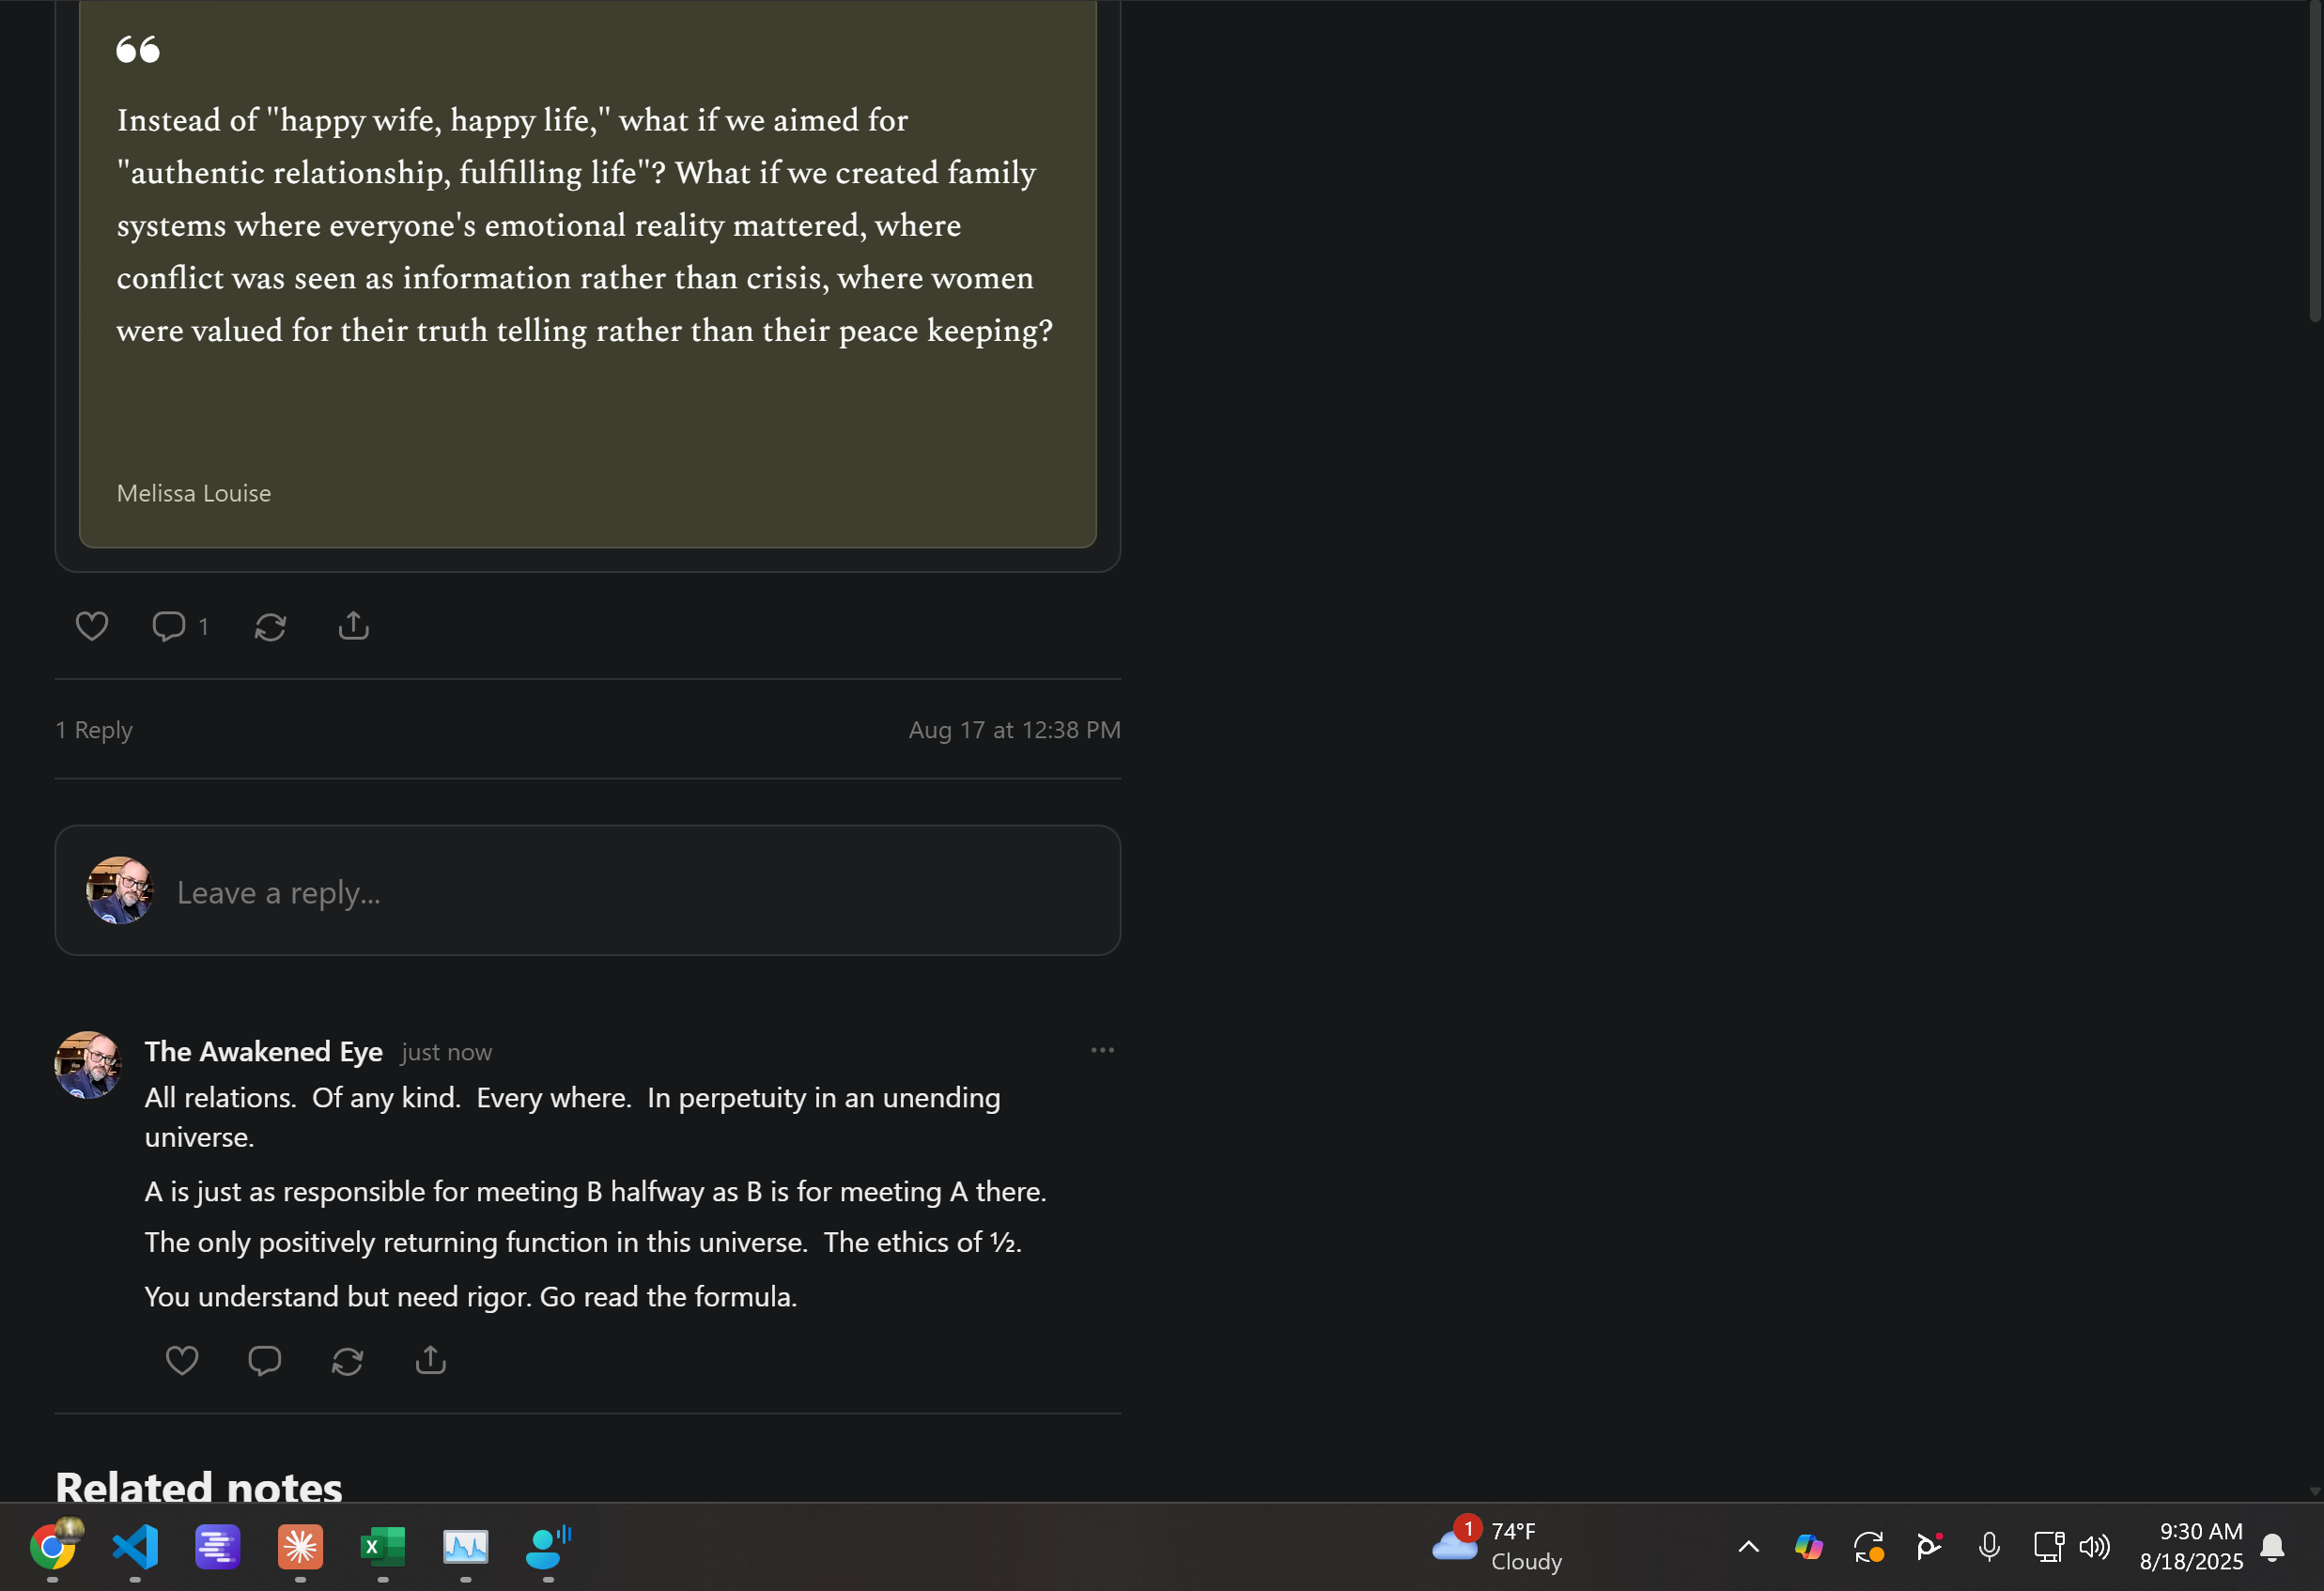 Instead of "happy wife, happy life," what if we aimed for
"authentic relationship, fulfilling life"? What if we created family
systems where everyone's emotional reality mattered, where
conflict was seen as information rather than crisis, where women
were valued for their truth telling rather than their peace keeping?
Melissa Louise
1
1 Reply
Aug 17 at 12:38 PM
Leave a reply...
The Awakened Eye just now
All relations.  Of any kind.  Every where.  In perpetuity in an unending
universe.
A is just as responsible for meeting B halfway as B is for meeting A there.
The only positively returning function in this universe.  The ethics of ½.
You understand but need rigor. Go read the formula.
Related notes
1
74°F
Cloudy
9:30 AM
8/18/2025